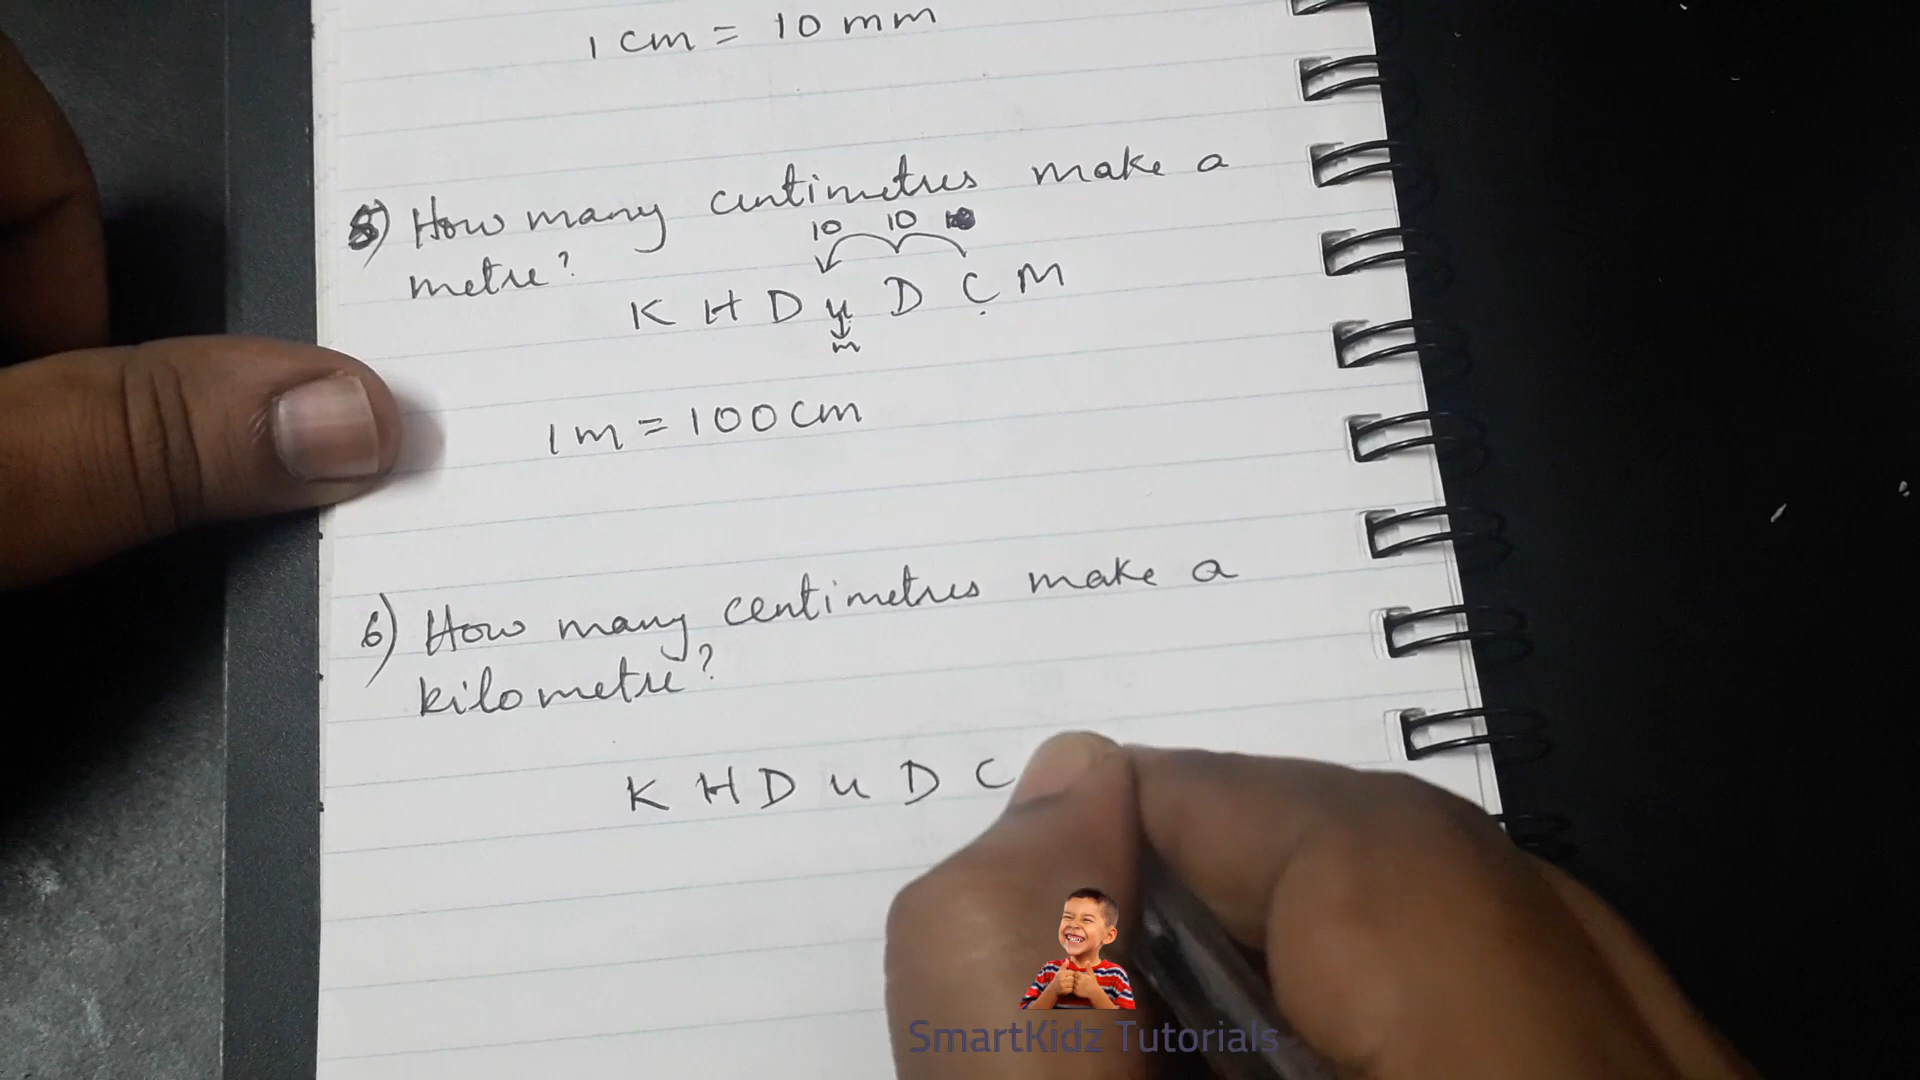 1 cm = 10 mm
5) How many centimetres make a
metre?
10 10
K H D u D C M
m
1 m = 100 cm
6) How many centimetres make a
kilometre?
K H D u D C
SmartKidz Tutorials